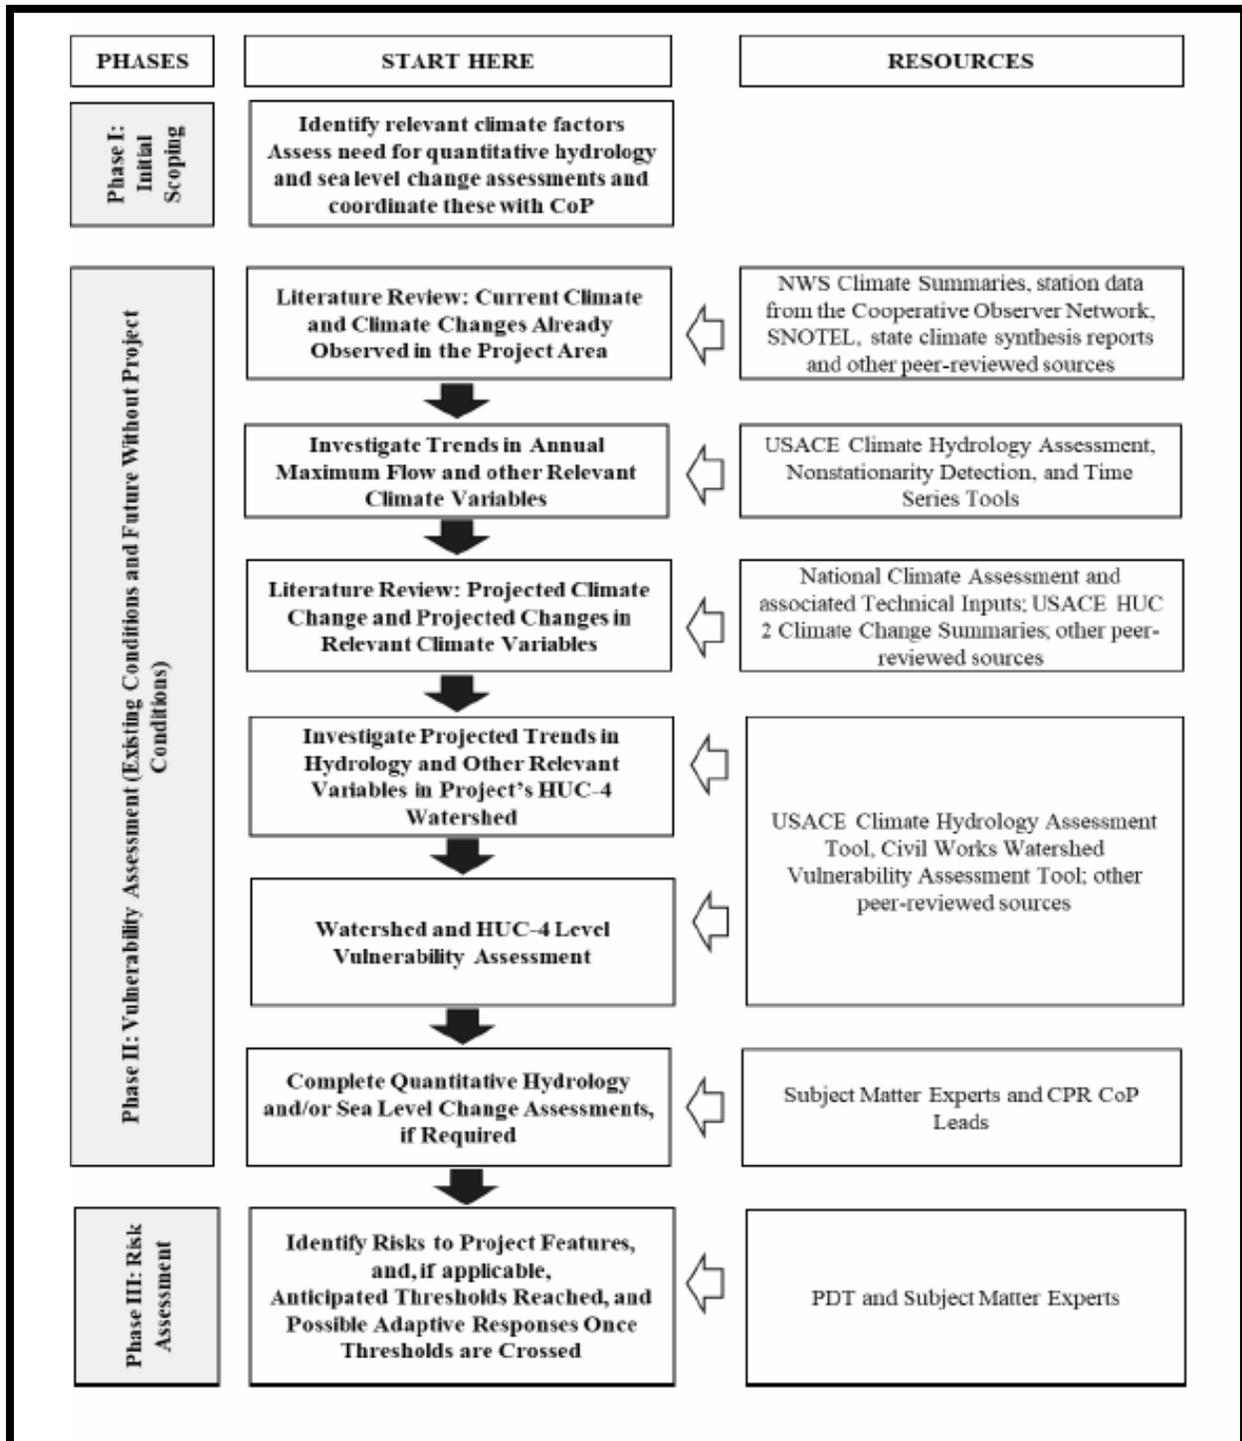 PHASES
START HERE
RESOURCES
Phase I:
Initial
Scoping
Identify relevant climate factors
Assess need for quantitative hydrology
and sea level change assessments and
coordinate these with CoP
Phase II: Vulnerability Assessment (Existing Conditions and Future Without Project
Conditions)
Literature Review: Current Climate
and Climate Changes Already
Observed in the Project Area
NWS Climate Summaries, station data
from the Cooperative Observer Network,
SNOTEL, state climate synthesis reports
and other peer-reviewed sources
Investigate Trends in Annual
Maximum Flow and other Relevant
Climate Variables
USACE Climate Hydrology Assessment,
Nonstationarity Detection, and Time
Series Tools
Literature Review: Projected Climate
Change and Projected Changes in
Relevant Climate Variables
National Climate Assessment and
associated Technical Inputs; USACE HUC
2 Climate Change Summaries; other peer-
reviewed sources
Investigate Projected Trends in
Hydrology and Other Relevant
Variables in Project's HUC-4
Watershed
USACE Climate Hydrology Assessment
Tool, Civil Works Watershed
Vulnerability Assessment Tool; other
peer-reviewed sources
Watershed and HUC-4 Level
Vulnerability Assessment
Complete Quantitative Hydrology
and/or Sea Level Change Assessments,
if Required
Subject Matter Experts and CPR CoP
Leads
Phase III: Risk
Assessment
Identify Risks to Project Features,
and, if applicable,
Anticipated Thresholds Reached, and
Possible Adaptive Responses Once
Thresholds are Crossed
PDT and Subject Matter Experts